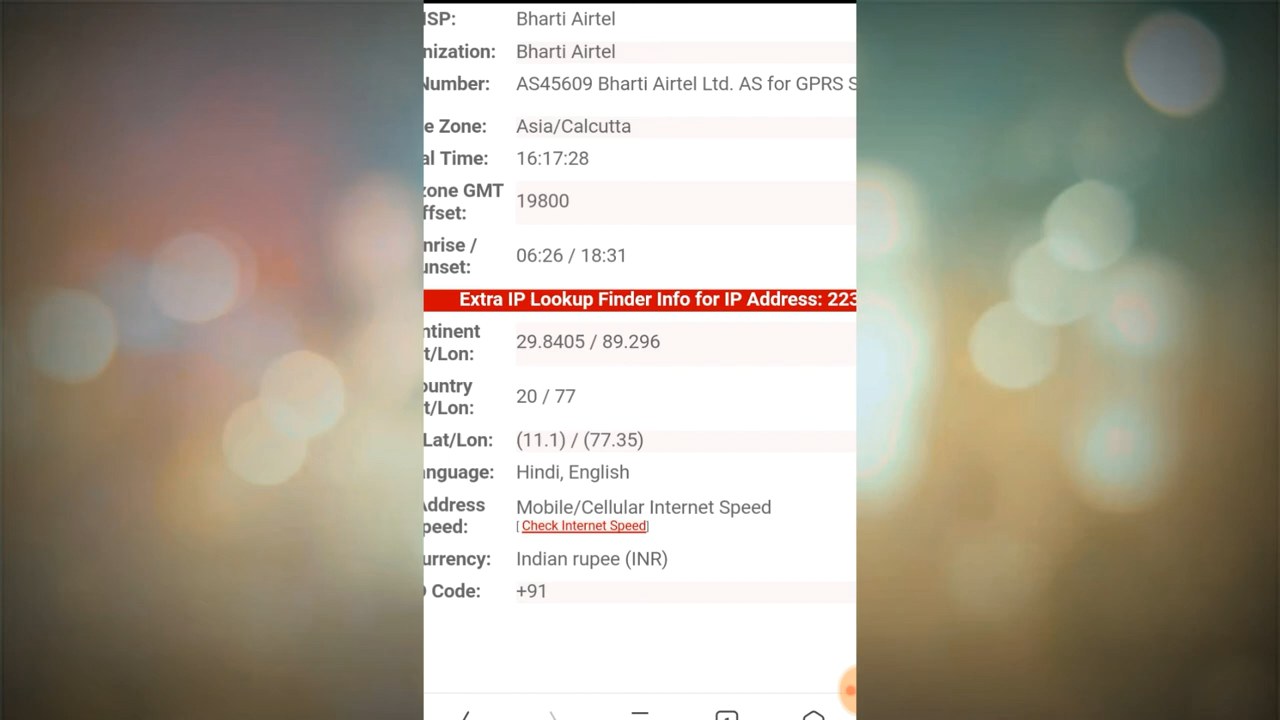 ISP: Bharti Airtel
nization: Bharti Airtel
Number: AS45609 Bharti Airtel Ltd. AS for GPRS S
e Zone: Asia/Calcutta
al Time: 16:17:28
zone GMT
ffset: 19800
nrise /
unset: 06:26 / 18:31
Extra IP Lookup Finder Info for IP Address: 223
ntinent
t/Lon: 29.8405 / 89.296
ountry
t/Lon: 20 / 77
Lat/Lon: (11.1) / (77.35)
nguage: Hindi, English
Address
peed: Mobile/Cellular Internet Speed
[ Check Internet Speed]
urrency: Indian rupee (INR)
D Code: +91